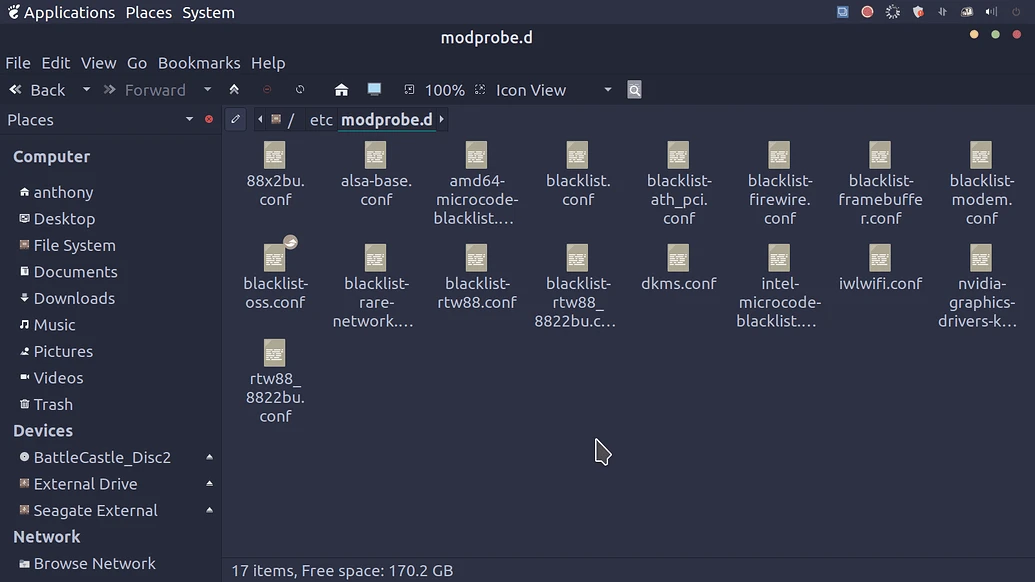 Applications Places System
modprobe.d
File Edit View Go Bookmarks Help
Back Forward 100% Icon View
Places / etc modprobe.d
Computer
anthony
Desktop
File System
Documents
Downloads
Music
Pictures
Videos
Trash
Devices
BattleCastle_Disc2
External Drive
Seagate External
Network
Browse Network
88x2bu.
conf
alsa-base.
conf
amd64-
microcode-
blacklist.…
blacklist.
conf
blacklist-
ath_pci.
conf
blacklist-
firewire.
conf
blacklist-
framebuffe
r.conf
blacklist-
modem.
conf
blacklist-
oss.conf
blacklist-
rare-
network.…
blacklist-
rtw88.conf
blacklist-
rtw88_
8822bu.c…
dkms.conf
intel-
microcode-
blacklist.…
iwlwifi.conf
nvidia-
graphics-
drivers-k…
rtw88_
8822bu.
conf
17 items, Free space: 170.2 GB